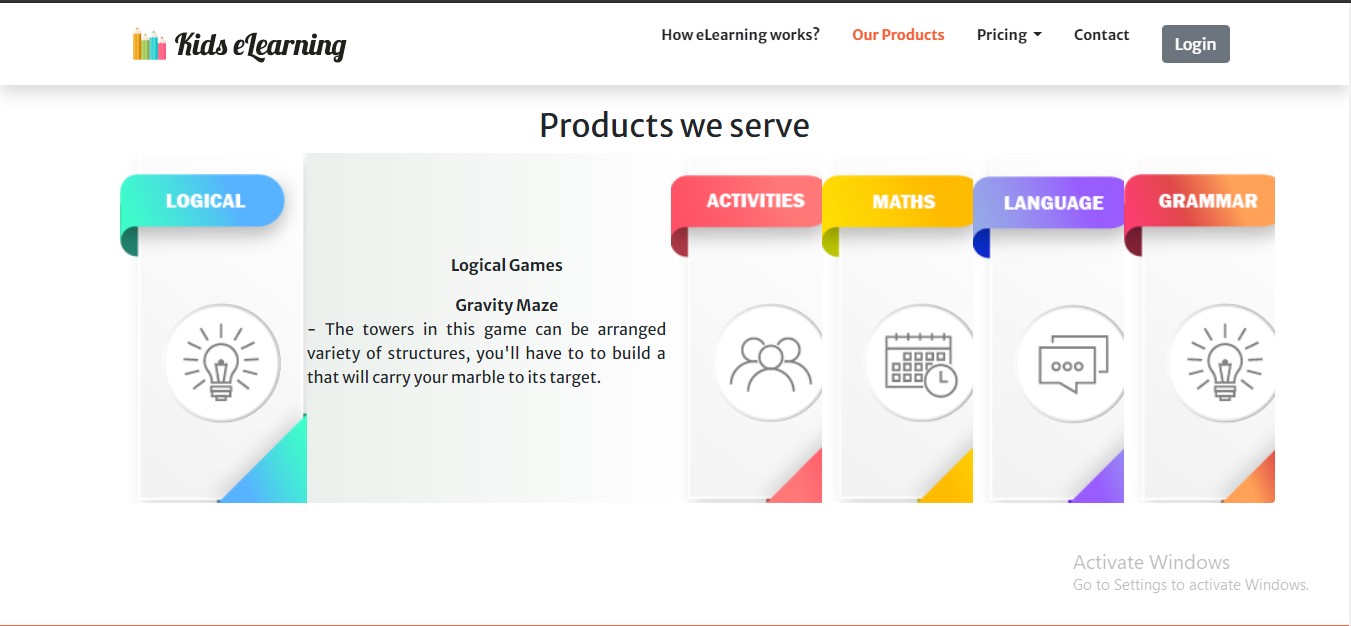 Kids eLearning
How eLearning works?
Our Products
Pricing
Contact
Login
Products we serve
LOGICAL
Logical Games
Gravity Maze
- The towers in this game can be arranged
variety of structures, you'll have to to build a
that will carry your marble to its target.
ACTIVITIES
MATHS
LANGUAGE
GRAMMAR
Activate Windows
Go to Settings to activate Windows.